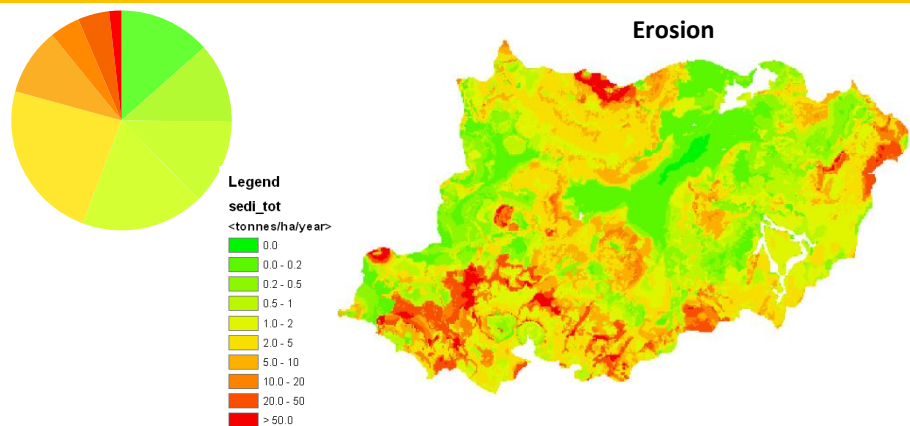 Erosion
Legend
sedi_tot
<tonnes/ha/year>
0.0
0.0 - 0.2
0.2 - 0.5
0.5 - 1
1.0 - 2
2.0 - 5
5.0 - 10
10.0 - 20
20.0 - 50
> 50.0